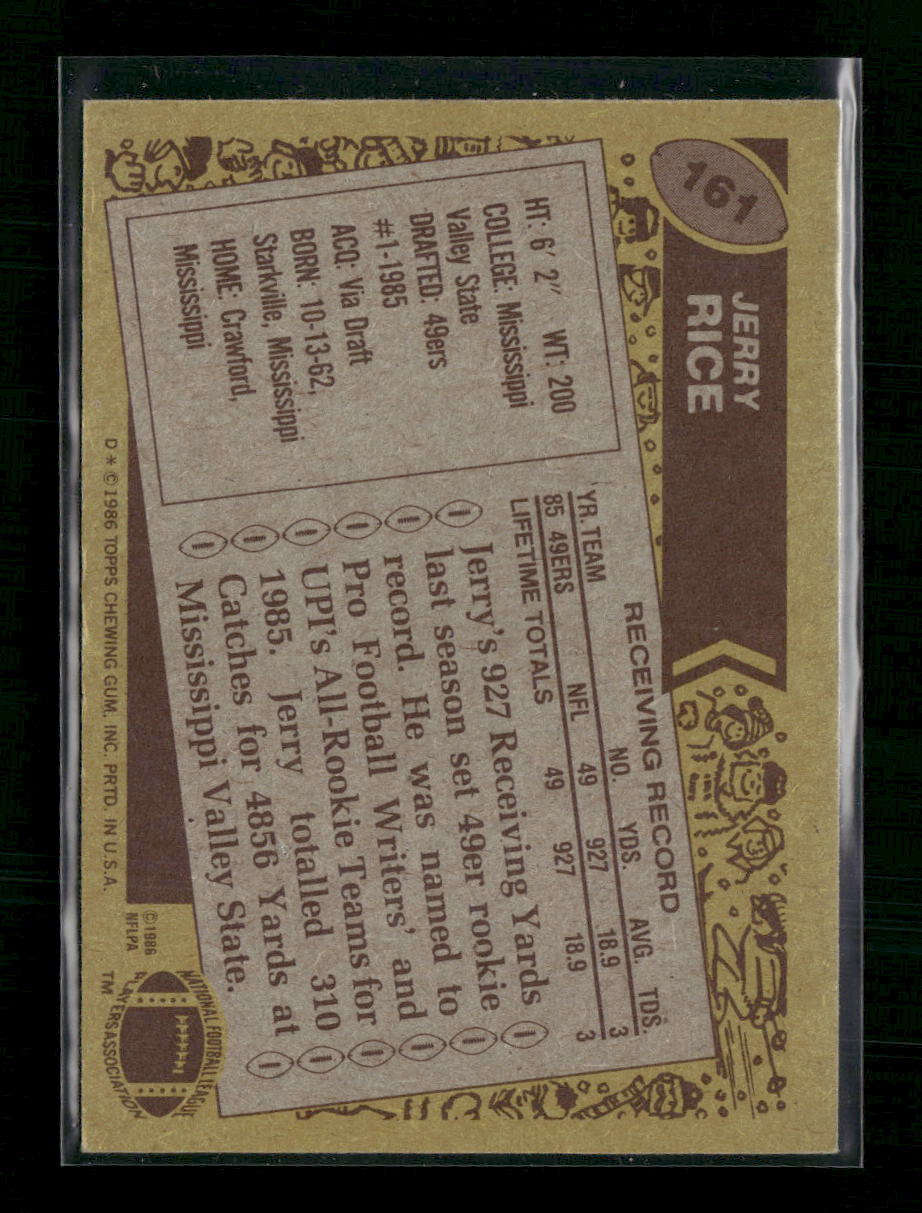 161
JERRY
RICE
HT: 6' 2" WT: 200
COLLEGE: Mississippi
Valley State
DRAFTED: 49ers
#1-1985
ACQ: Via Draft
BORN: 10-13-62,
Starkville, Mississippi
HOME: Crawford,
Mississippi
RECEIVING RECORD
YR. TEAM NO. YDS. AVG. TDS.
85 49ERS NFL 49 927 18.9 3
LIFETIME TOTALS 49 927 18.9 3
Jerry's 927 Receiving Yards
last season set 49er rookie
record. He was named to
Pro Football Writers' and
UPI's All-Rookie Teams for
1985. Jerry totalled 310
Catches for 4856 Yards at
Mississippi Valley State.
D * ©1986 TOPPS CHEWING GUM, INC. PRTD. IN U.S.A.
©1986
NFLPA
NATIONAL FOOTBALL LEAGUE
PLAYERS ASSOCIATION
TM